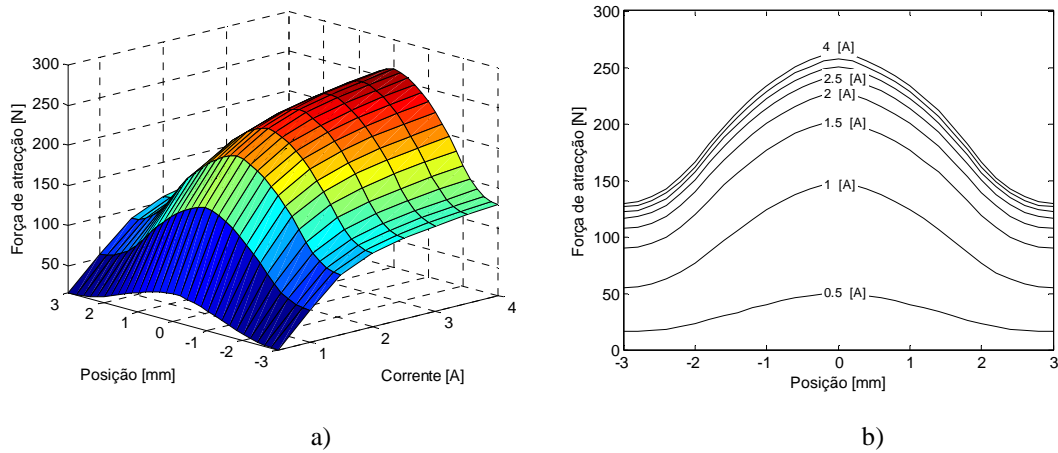 300
250
200
150
100
50
Força de atracção [N]
3
2
1
0
-1
-2
-3
Posição [mm]
1
2
3
4
Corrente [A]
a)
300
250
200
150
100
50
0
Força de atracção [N]
4 [A]
2.5 [A]
2 [A]
1.5 [A]
1 [A]
0.5 [A]
-3
-2
-1
0
1
2
3
Posição [mm]
b)